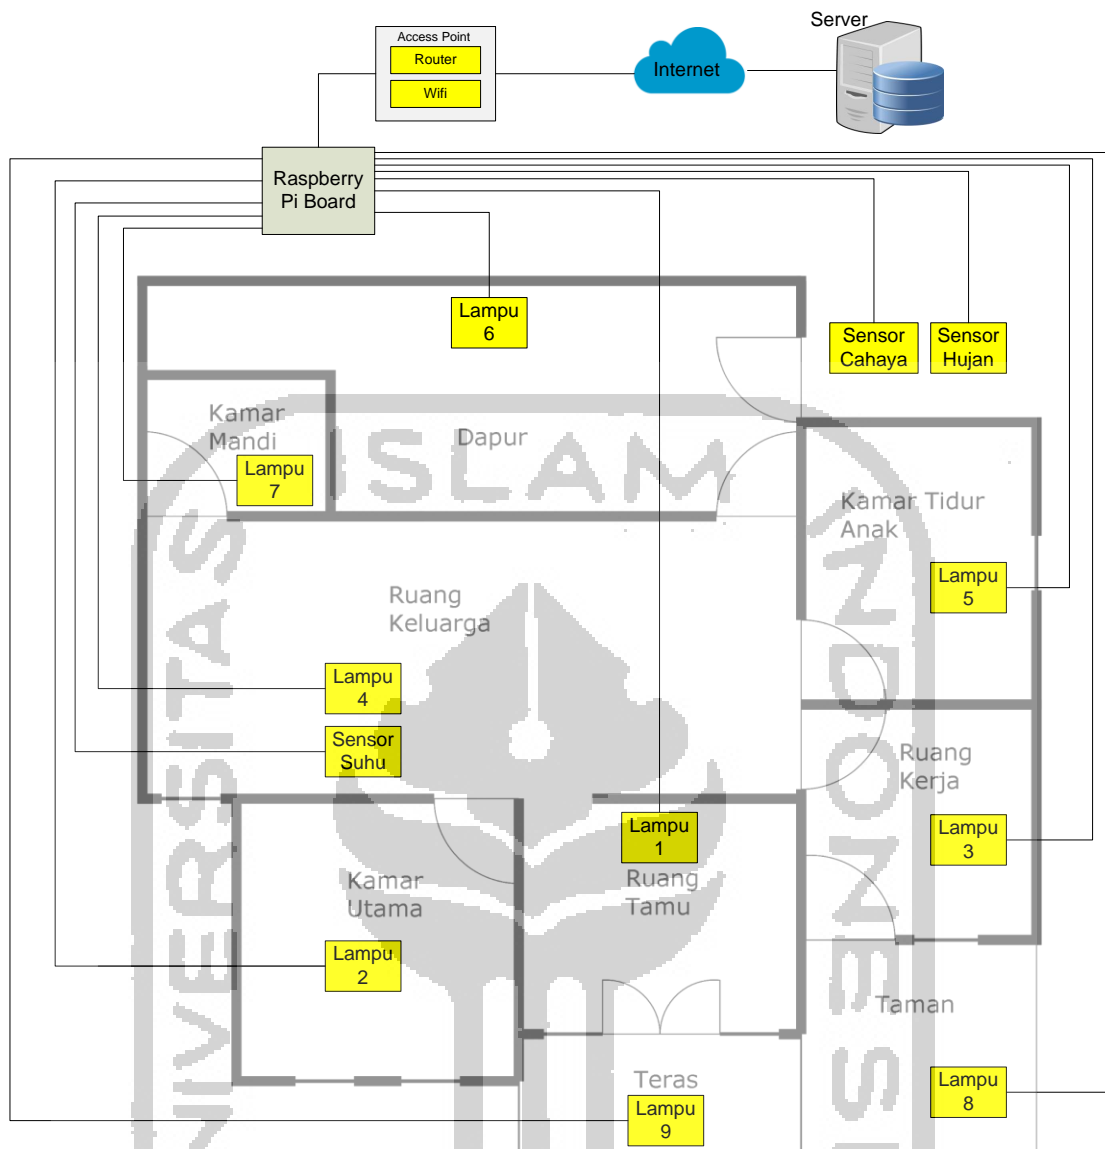 Server
Access Point
Router
Wifi
Internet
Raspberry
Pi Board
Lampu
6
Sensor
Cahaya
Sensor
Hujan
Kamar
Mandi
Dapur
Lampu
7
ISLAM
Kamar Tidur
Anak
Lampu
5
Ruang
Keluarga
Lampu
4
Sensor
Suhu
Ruang
Kerja
Lampu
3
Lampu
1
Ruang
Tamu
Kamar
Utama
Lampu
2
Taman
Teras
Lampu
8
Lampu
9
UNIVERSITAS
INDONESI